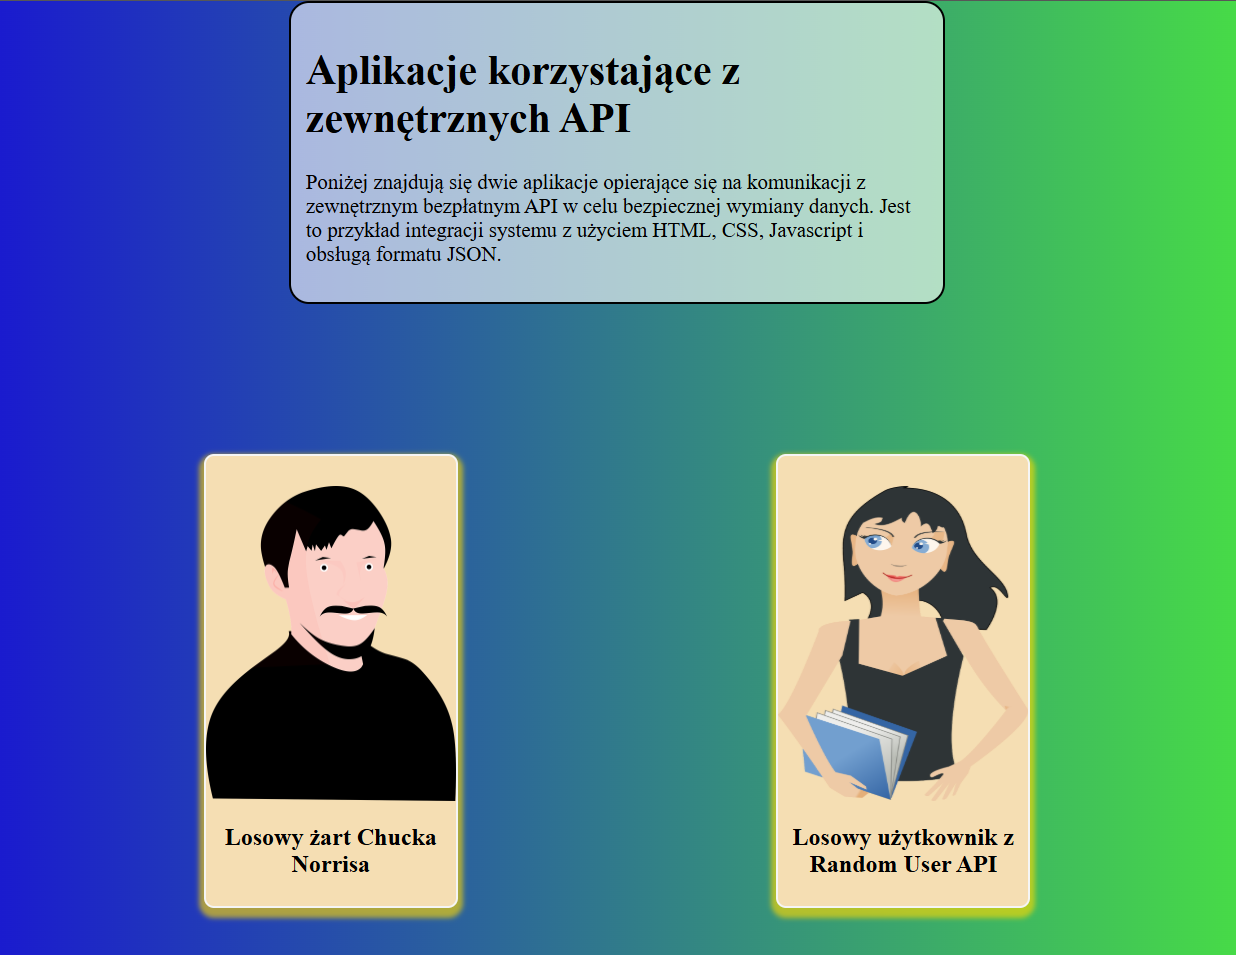 Aplikacje korzystające z
zewnętrznych API
Poniżej znajdują się dwie aplikacje opierające się na komunikacji z
zewnętrznym bezpłatnym API w celu bezpiecznej wymiany danych. Jest
to przykład integracji systemu z użyciem HTML, CSS, Javascript i
obsługą formatu JSON.
Losowy żart Chucka
Norrisa
Losowy użytkownik z
Random User API